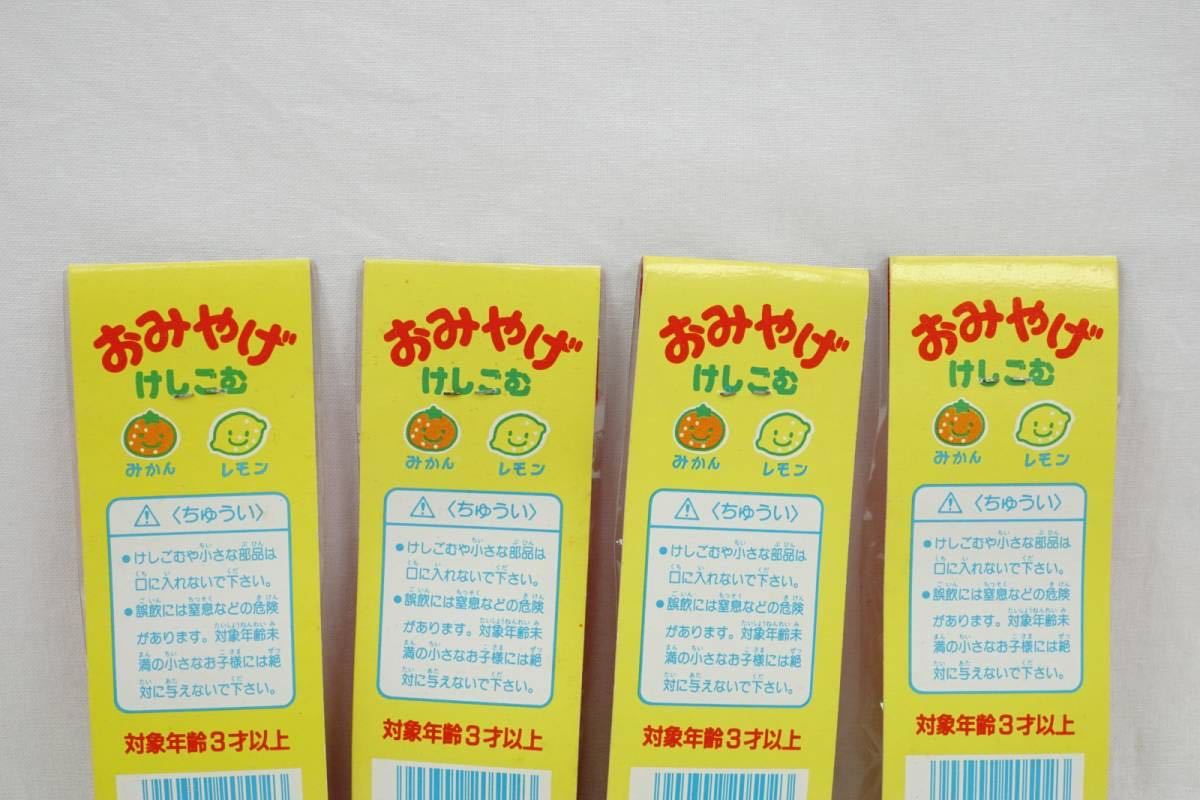 おみやげ
けしごむ
みかん レモン
⚠〈ちゅうい〉
●けしごむや小さな部品は
口に入れないで下さい。
●誤飲には窒息などの危険
があります。対象年齢未
満の小さなお子様には絶
対に与えないで下さい。
対象年齢3才以上
おみやげ
けしごむ
みかん レモン
⚠〈ちゅうい〉
●けしごむや小さな部品は
口に入れないで下さい。
●誤飲には窒息などの危険
があります。対象年齢未
満の小さなお子様には絶
対に与えないで下さい。
対象年齢3才以上
おみやげ
けしごむ
みかん レモン
⚠〈ちゅうい〉
●けしごむや小さな部品は
口に入れないで下さい。
●誤飲には窒息などの危険
があります。対象年齢未
満の小さなお子様には絶
対に与えないで下さい。
対象年齢3才以上
おみやげ
けしごむ
みかん レモン
⚠〈ちゅうい〉
●けしごむや小さな部品は
口に入れないで下さい。
●誤飲には窒息などの危険
があります。対象年齢未
満の小さなお子様には絶
対に与えないで下さい。
対象年齢3才以上